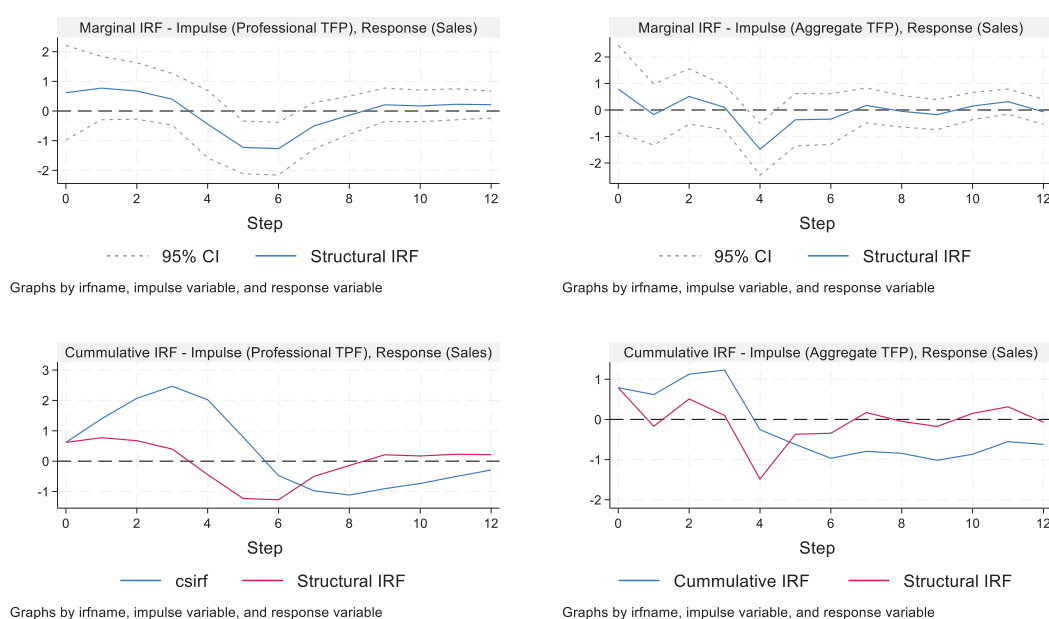 Marginal IRF - Impulse (Professional TFP), Response (Sales)
2
1
0
-1
-2
0 2 4 6 8 10 12
Step
95% CI Structural IRF
Graphs by irfname, impulse variable, and response variable
Marginal IRF - Impulse (Aggregate TFP), Response (Sales)
2
1
0
-1
-2
0 2 4 6 8 10 12
Step
95% CI Structural IRF
Graphs by irfname, impulse variable, and response variable
Cummulative IRF - Impulse (Professional TPF), Response (Sales)
3
2
1
0
-1
0 2 4 6 8 10 12
Step
csirf Structural IRF
Graphs by irfname, impulse variable, and response variable
Cummulative IRF - Impulse (Aggregate TFP), Response (Sales)
1
0
-1
-2
0 2 4 6 8 10 12
Step
Cummulative IRF Structural IRF
Graphs by irfname, impulse variable, and response variable